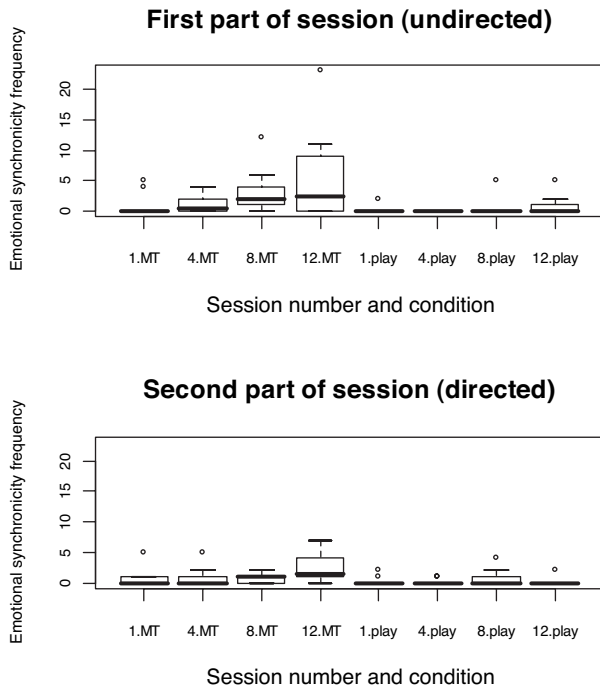 First part of session (undirected)
Emotional synchronicity frequency
20
15
10
5
0
1.MT 4.MT 8.MT 12.MT 1.play 4.play 8.play 12.play
Session number and condition
Second part of session (directed)
Emotional synchronicity frequency
20
15
10
5
0
1.MT 4.MT 8.MT 12.MT 1.play 4.play 8.play 12.play
Session number and condition